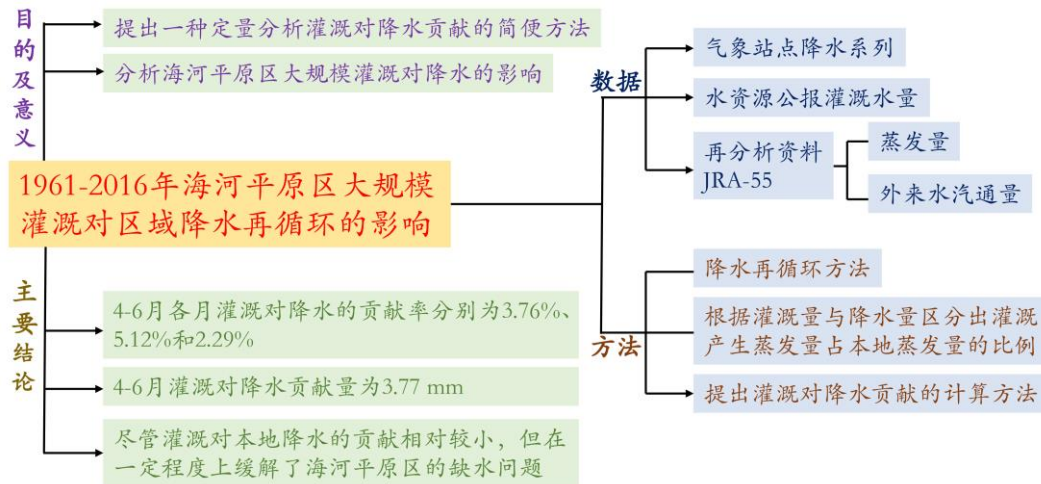 目的及意义
提出一种定量分析灌溉对降水贡献的简便方法
分析海河平原区大规模灌溉对降水的影响
1961-2016年海河平原区大规模
灌溉对区域降水再循环的影响
主要结论
4-6月各月灌溉对降水的贡献率分别为3.76%、
5.12%和2.29%
4-6月灌溉对降水贡献量为3.77 mm
尽管灌溉对本地降水的贡献相对较小，但在
一定程度上缓解了海河平原区的缺水问题
数据
气象站点降水系列
水资源公报灌溉水量
再分析资料
JRA-55
蒸发量
外来水汽通量
方法
降水再循环方法
根据灌溉量与降水量区分出灌溉
产生蒸发量占本地蒸发量的比例
提出灌溉对降水贡献的计算方法